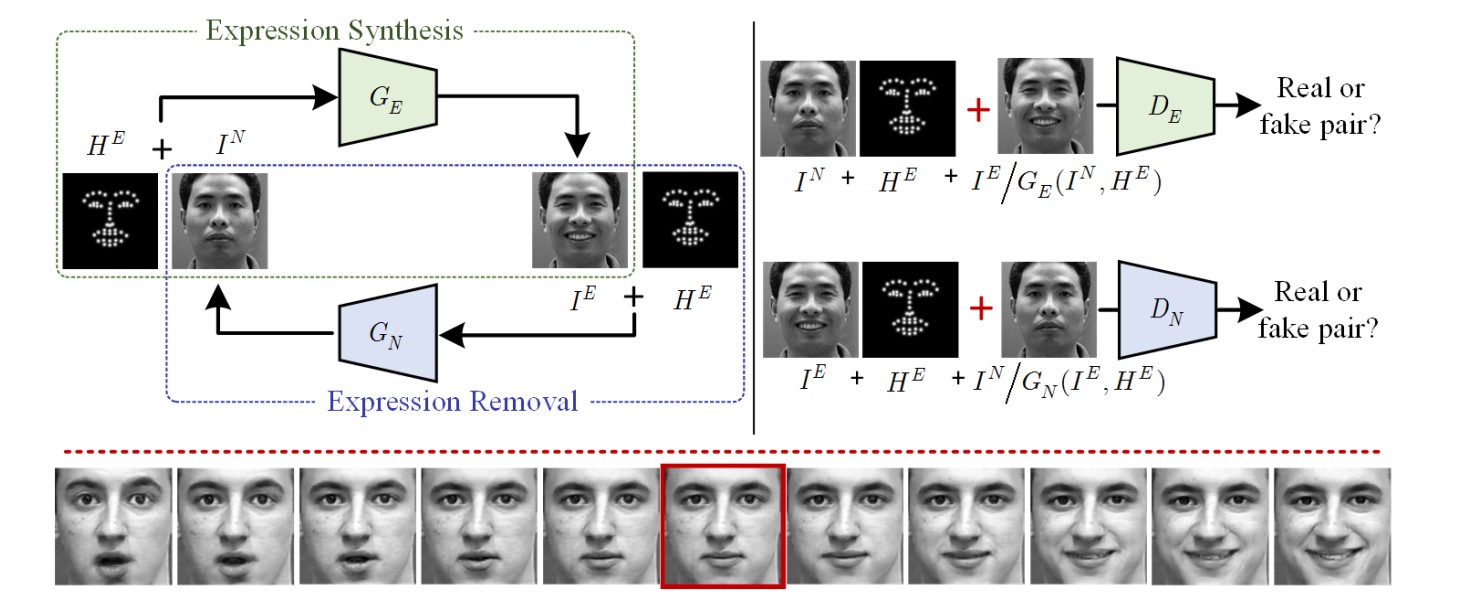 Expression Synthesis
G_E
H^E + I^N
I^E + H^E
G_N
Expression Removal
+
D_E
Real or
fake pair?
I^N + H^E + I^E/G_E(I^N, H^E)
+
D_N
Real or
fake pair?
I^E + H^E + I^N/G_N(I^E, H^E)